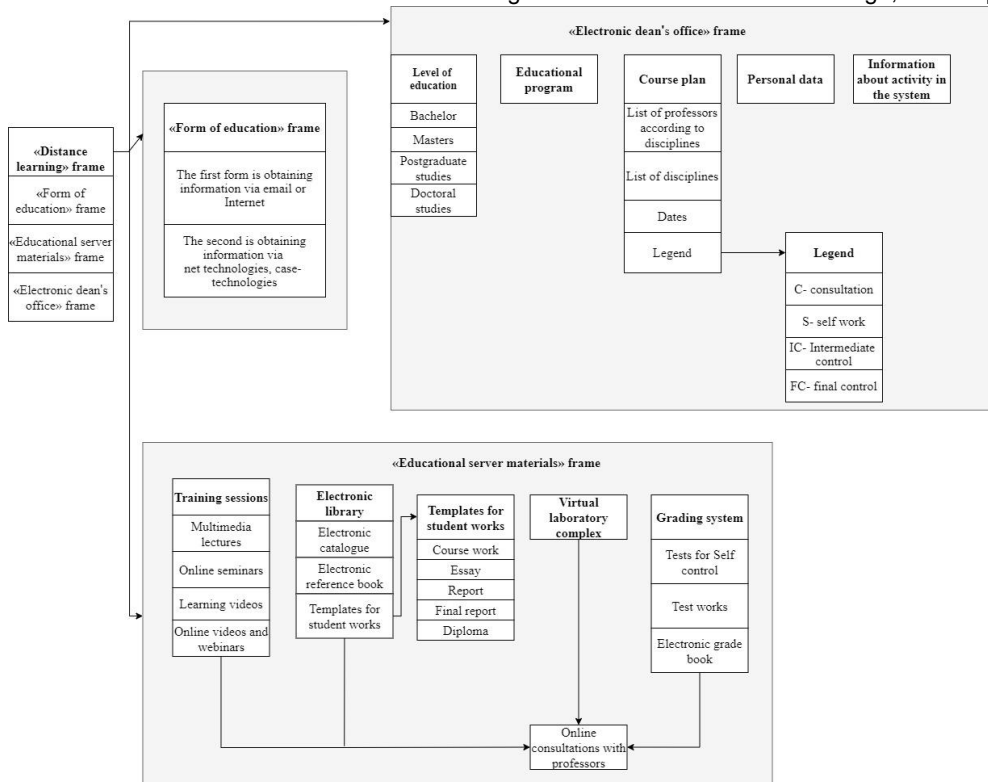 «Electronic dean's office» frame
Level of
education
Bachelor
Masters
Postgraduate
studies
Doctoral
studies
Educational
program
Course plan
List of professors
according to
disciplines
List of disciplines
Dates
Legend
Personal data
Information
about activity in
the system
Legend
C- consultation
S- self work
IC- Intermediate
control
FC- final control
«Distance
learning» frame
«Form of
education» frame
«Educational server
materials» frame
«Electronic dean's
office» frame
«Form of education» frame
The first form is obtaining
information via email or
Internet
The second is obtaining
information via
net technologies, case-
technologies
«Educational server materials» frame
Training sessions
Multimedia
lectures
Online seminars
Learning videos
Online videos and
webinars
Electronic
library
Electronic
catalogue
Electronic
reference book
Templates for
student works
Templates for
student works
Course work
Essay
Report
Final report
Diploma
Virtual
laboratory
complex
Grading system
Tests for Self
control
Test works
Electronic grade
book
Online
consultations with
professors